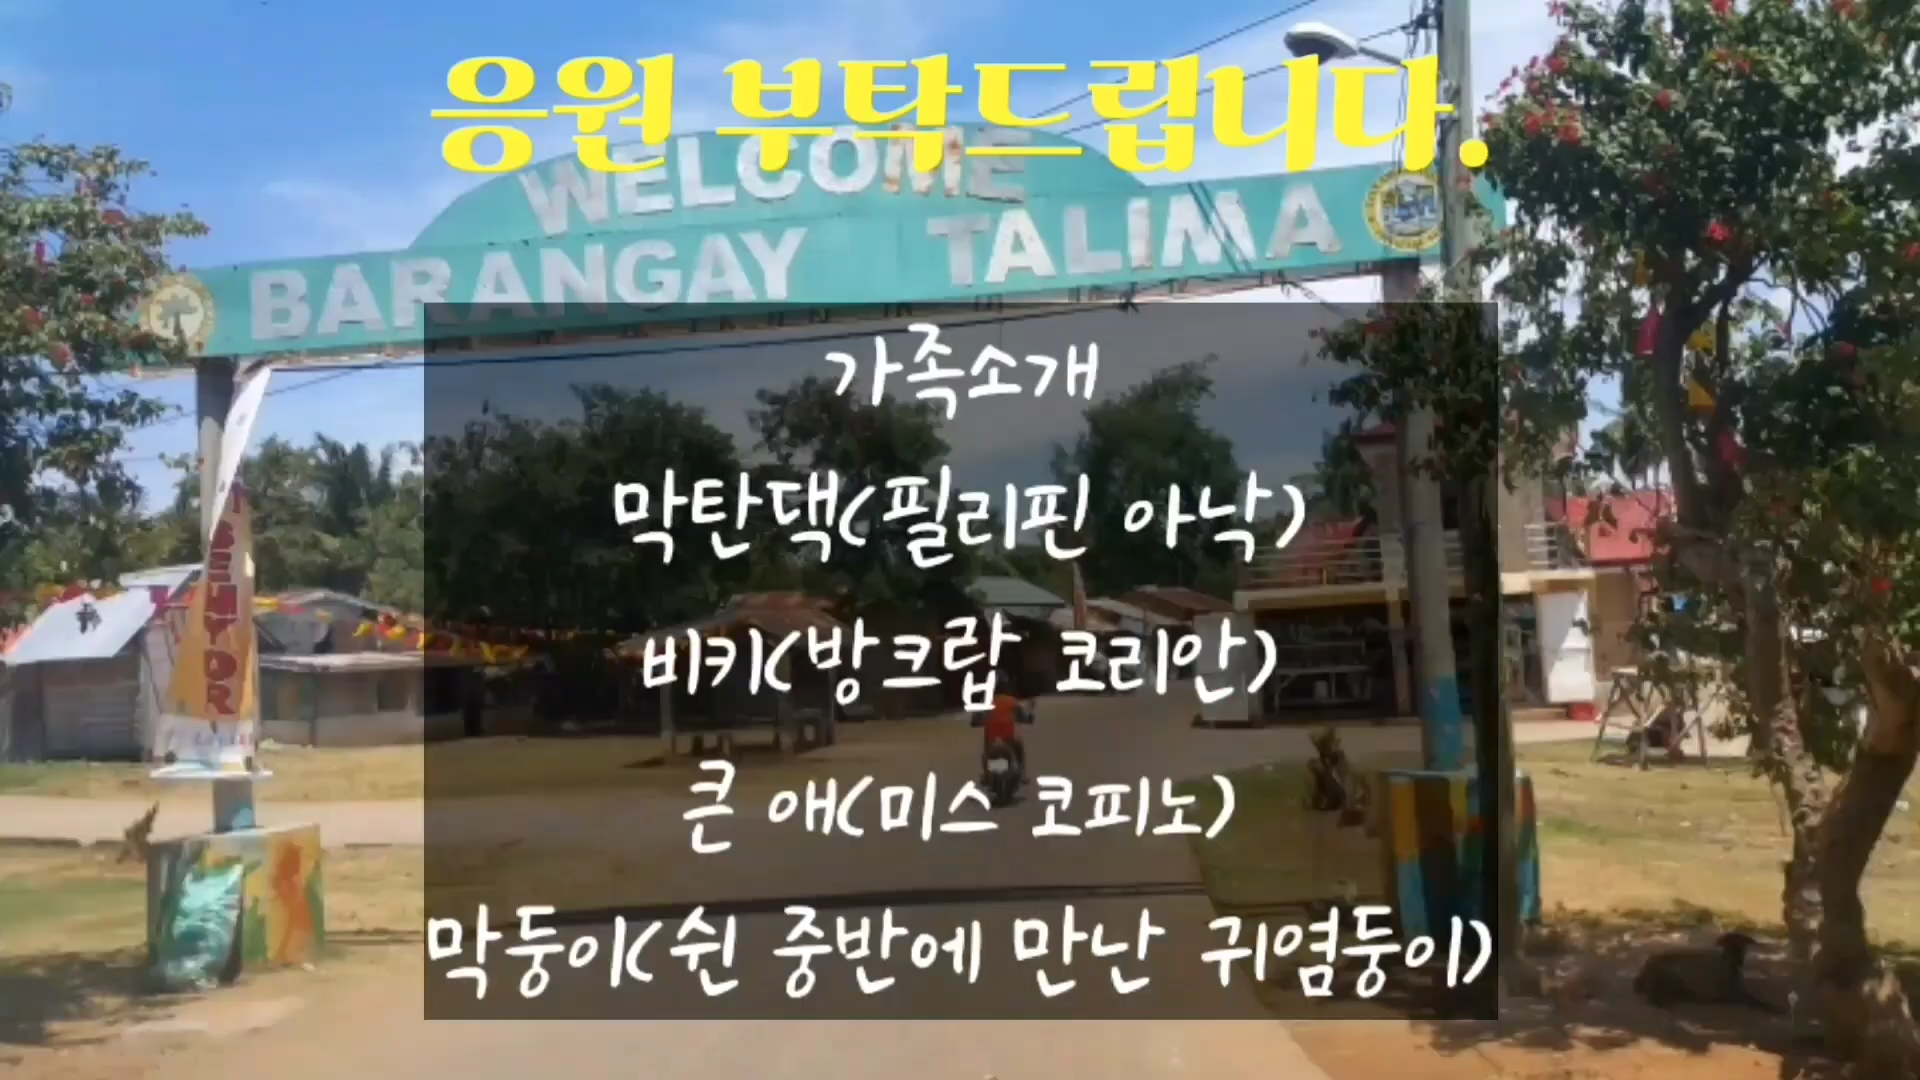 응원 부탁드립니다.
WELCOME
BARANGAY TALIMA
가족소개
막탄댁(필리핀 아낙)
비키(방크랍 코리안)
큰 애(미스 코피노)
막둥이(쉰 중반에 만난 귀염둥이)